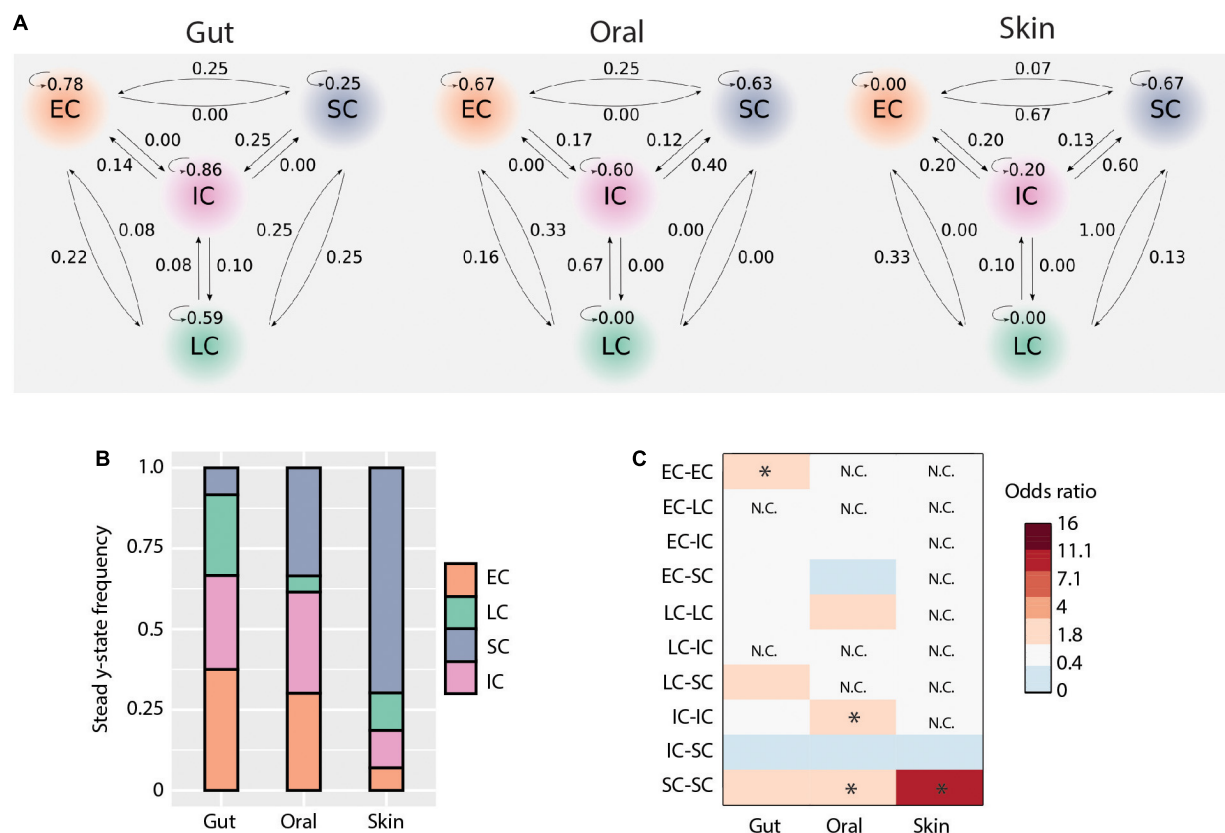 A
Gut Oral Skin
0.78 0.25 0.25
EC 0.00 SC
0.00 0.25
0.14 0.86 0.00
IC
0.08 0.25
0.22 0.08 0.10 0.25
0.59
LC
0.67 0.25 0.63
EC 0.00 SC
0.17 0.12
0.00 0.60 0.40
IC
0.33 0.00
0.16 0.67 0.00 0.00
0.00
LC
0.00 0.07 0.67
EC 0.67 SC
0.20 0.13
0.20 0.20 0.60
IC
0.00 1.00
0.33 0.10 0.00 0.13
0.00
LC
B
Stead y-state frequency
1.0
0.75
0.5
0.25
0
Gut Oral Skin
EC
LC
SC
IC
C
EC-EC * N.C. N.C.
EC-LC N.C. N.C. N.C.
EC-IC N.C.
EC-SC N.C.
LC-LC N.C.
LC-IC N.C. N.C. N.C.
LC-SC N.C. N.C.
IC-IC * N.C.
IC-SC
SC-SC * *
Gut Oral Skin
Odds ratio
16
11.1
7.1
4
1.8
0.4
0